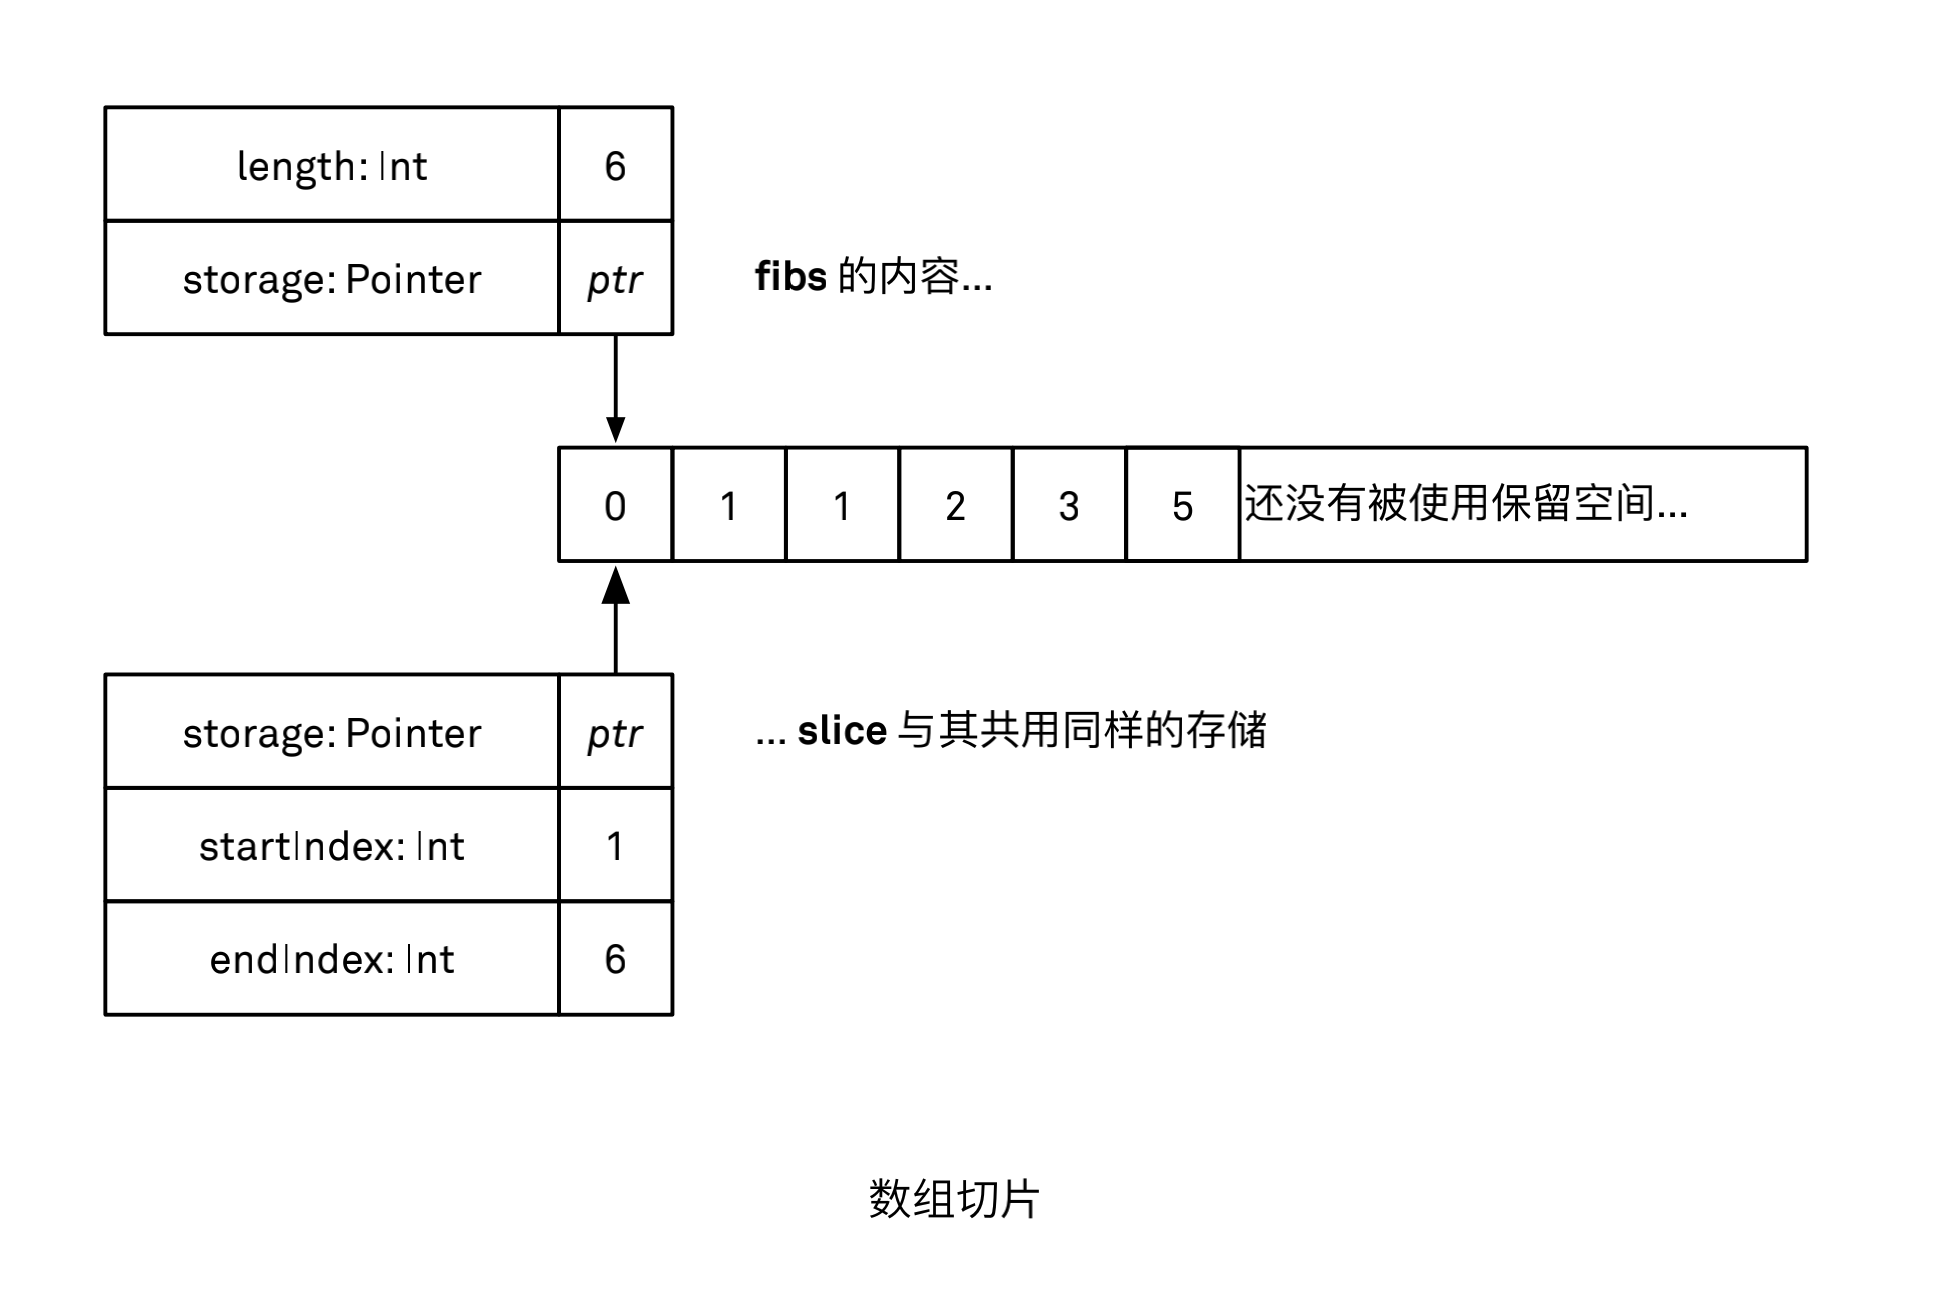 length: Int 6
storage: Pointer ptr
fibs 的内容...
0 1 1 2 3 5 还没有被使用保留空间...
storage: Pointer ptr
... slice 与其共用同样的存储
startIndex: Int 1
endIndex: Int 6
数组切片